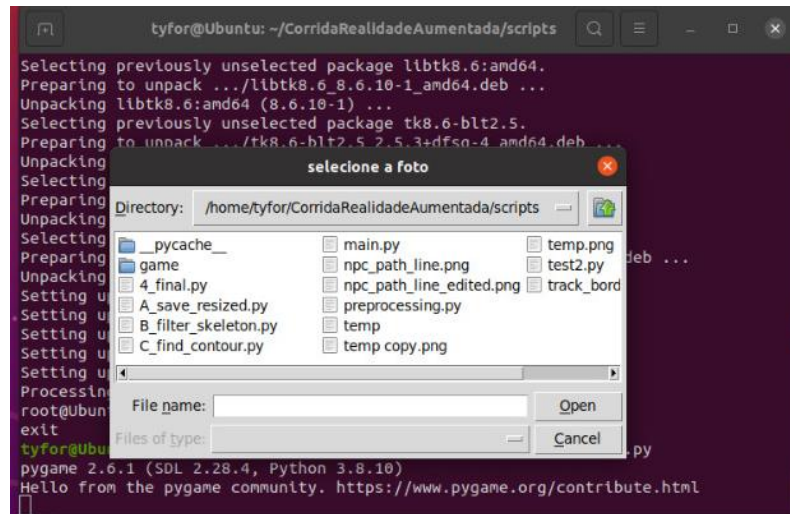 tyfor@Ubuntu: ~/CorridaRealidadeAumentada/scripts
Selecting previously unselected package libtk8.6:amd64.
Preparing to unpack .../libtk8.6_8.6.10-1_amd64.deb ...
Unpacking libtk8.6:amd64 (8.6.10-1) ...
Selecting previously unselected package tk8.6-blt2.5.
Preparing to unpack .../tk8.6-blt2.5_2.5.3+dfsg-4_amd64.deb ...
Unpacking
Selecting
Preparing
Unpacking
Selecting
Preparing deb ...
Unpacking
Setting u
Setting u
Setting u
Setting u
Setting u
Processin
root@Ubun
exit
tyfor@Ubu .py
pygame 2.6.1 (SDL 2.28.4, Python 3.8.10)
Hello from the pygame community. https://www.pygame.org/contribute.html
selecione a foto
Directory: /home/tyfor/CorridaRealidadeAumentada/scripts
__pycache__
game
4_final.py
A_save_resized.py
B_filter_skeleton.py
C_find_contour.py
main.py
npc_path_line.png
npc_path_line_edited.png
preprocessing.py
temp
temp copy.png
temp.png
test2.py
track_bord
File name:
Open
Files of type:
Cancel